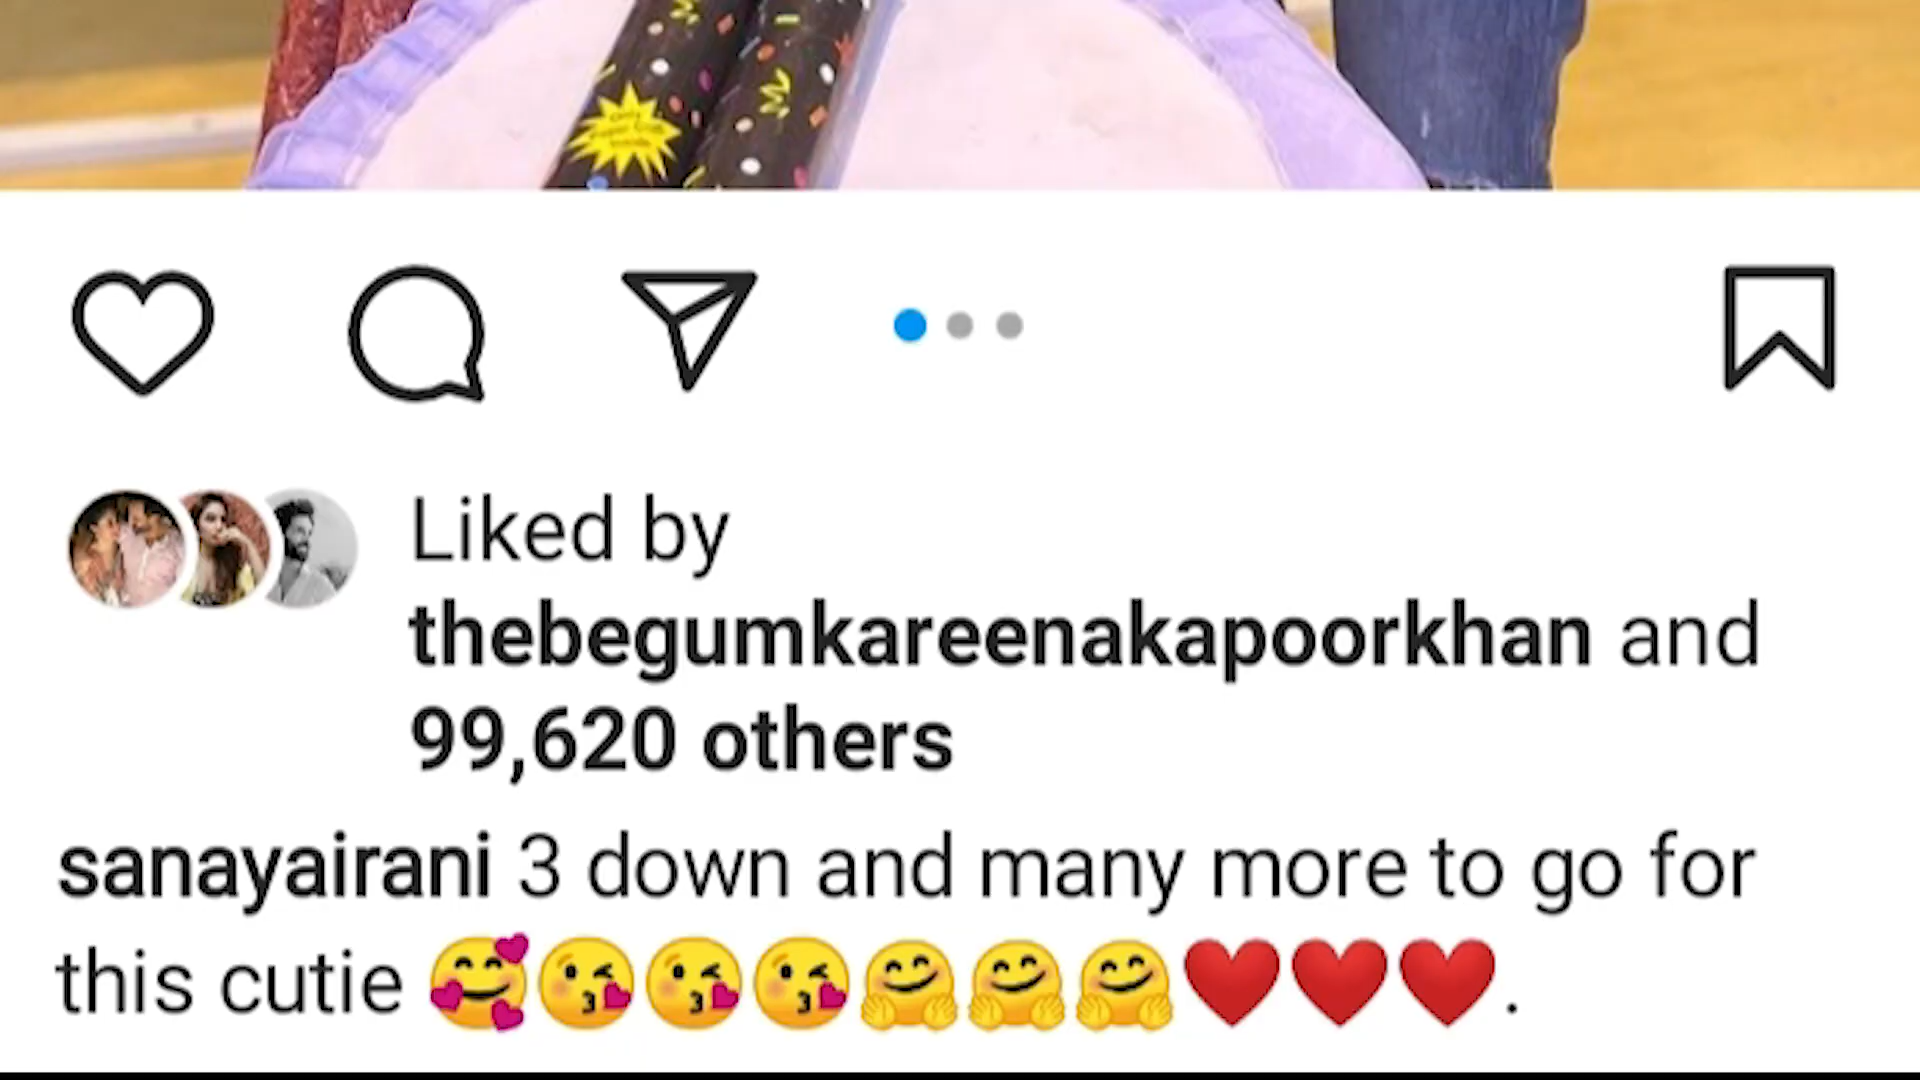 Liked by
thebegumkareenakapoorkhan and
99,620 others
sanayairani 3 down and many more to go for
this cutie 🥰😘😘😘🤗🤗🤗❤️❤️❤️.